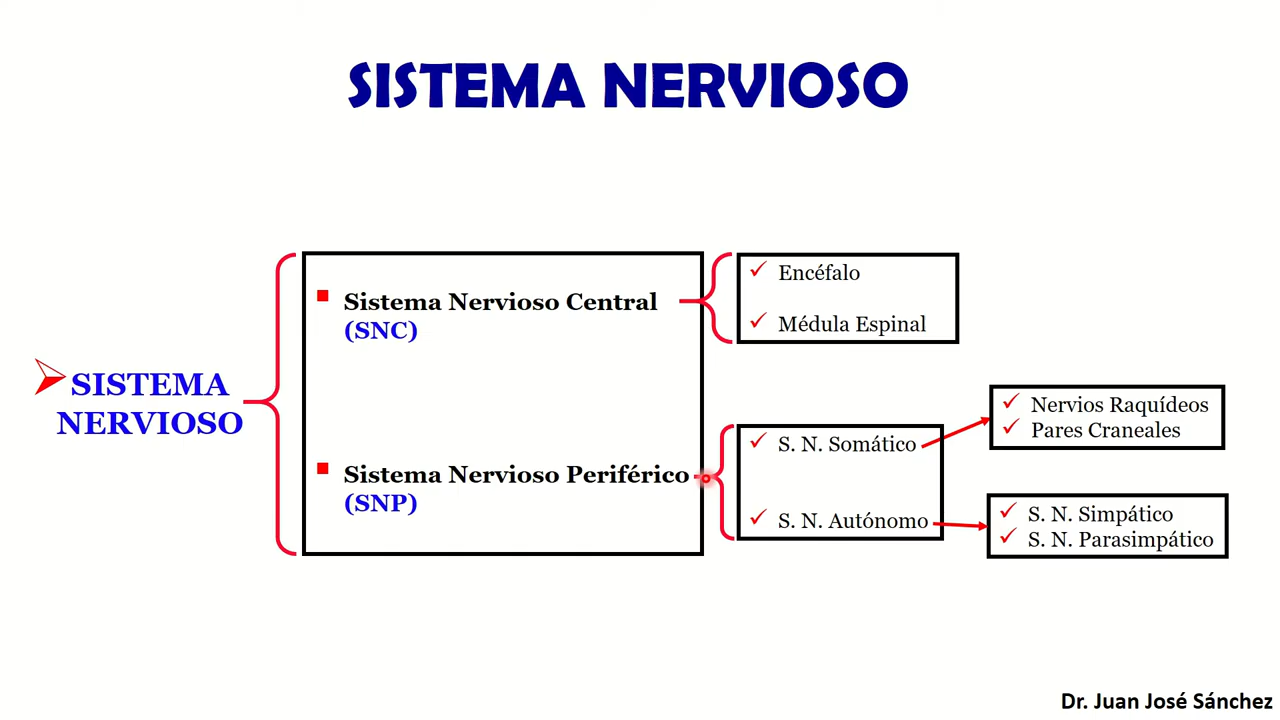 SISTEMA NERVIOSO
SISTEMA
NERVIOSO
Sistema Nervioso Central
(SNC)
Encéfalo
Médula Espinal
Sistema Nervioso Periférico
(SNP)
S. N. Somático
S. N. Autónomo
Nervios Raquídeos
Pares Craneales
S. N. Simpático
S. N. Parasimpático
Dr. Juan José Sánchez